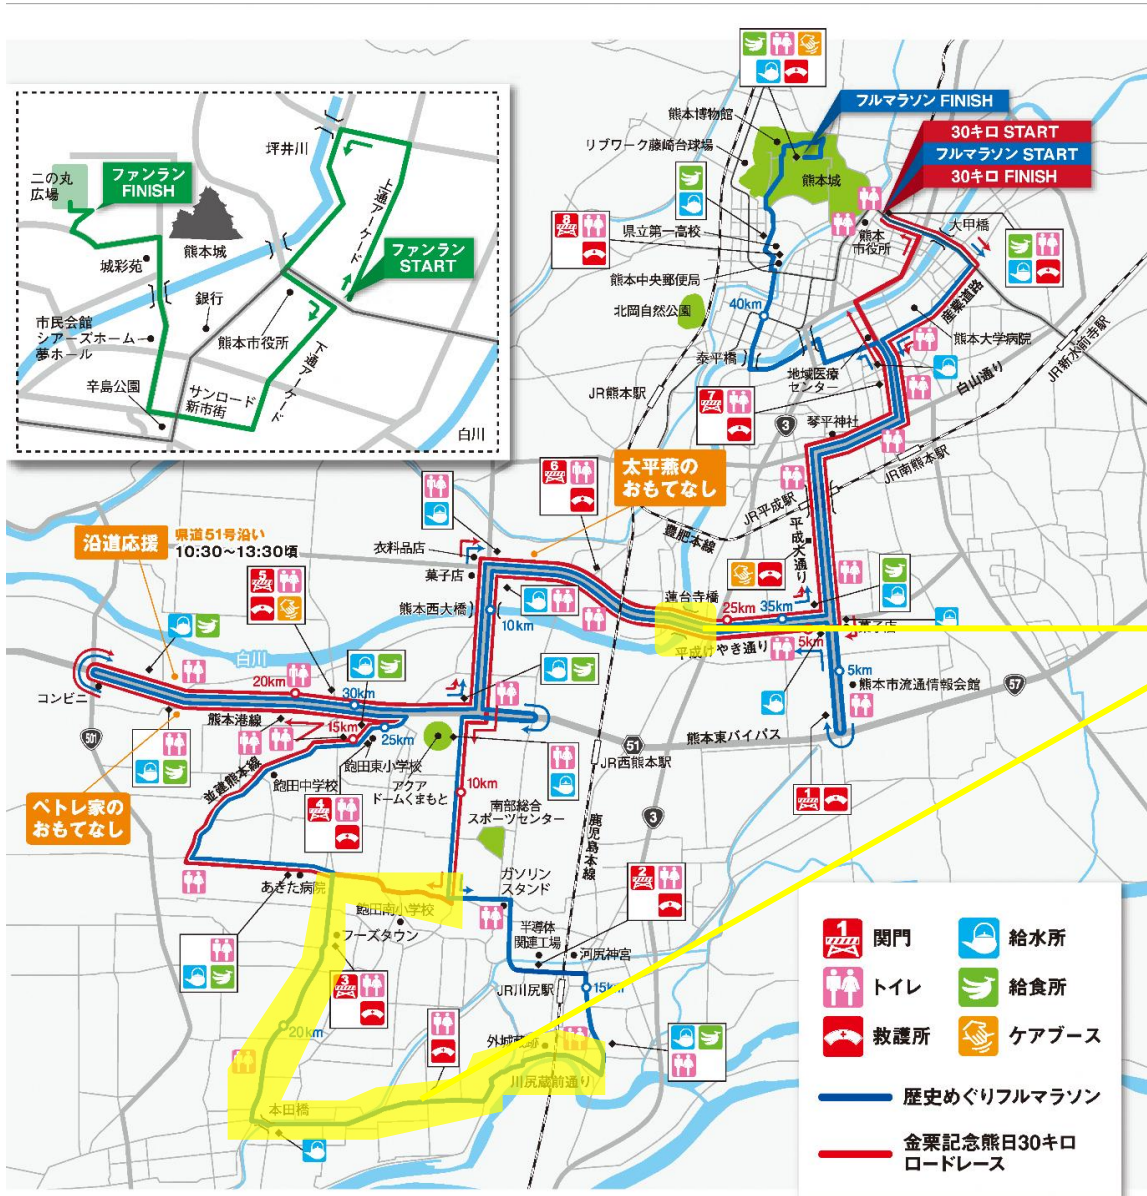 二の丸
広場
ファンラン
FINISH
坪井川
上通アーケード
ファンラン
START
熊本城
城彩苑
銀行
市民会館
シアーズホーム
夢ホール
熊本市役所
下通アーケード
辛島公園
サンロード
新市街
白川
熊本博物館
リブワーク藤崎台球場
フルマラソン FINISH
30キロ START
フルマラソン START
30キロ FINISH
熊本城
熊本
市役所
大甲橋
8
県立第一高校
熊本中央郵便局
北岡自然公園
40km
産業道路
熊本大学病院
JR新水前寺駅
泰平橋
地域医療
センター
白山通り
JR熊本駅
7
3
琴平神社
JR南熊本駅
6
太平燕の
おもてなし
JR平成駅
豊肥本線
平成大通り
沿道応援
県道51号沿い
10:30〜13:30頃
衣料品店
菓子店
5
熊本西大橋
10km
蓮台寺橋
25km
35km
菓子店
平成けやき通り
5km
白川
コンビニ
20km
30km
5km
熊本市流通情報会館
57
熊本港線
15km
25km
501
熊本東バイパス
51
JR西熊本駅
並建熊本線
飽田東小学校
飽田中学校
アクア
ドームくまもと
10km
ペトレ家の
おもてなし
4
南部総合
スポーツセンター
鹿児島本線
3
1
あきた病院
ガソリン
スタンド
2
飽田南小学校
フーズタウン
半導体
関連工場
河尻神宮
3
JR川尻駅
15km
20km
川尻蔵前通り
本田橋
1
関門
給水所
トイレ
給食所
救護所
ケアブース
歴史めぐりフルマラソン
金栗記念熊日30キロ
ロードレース